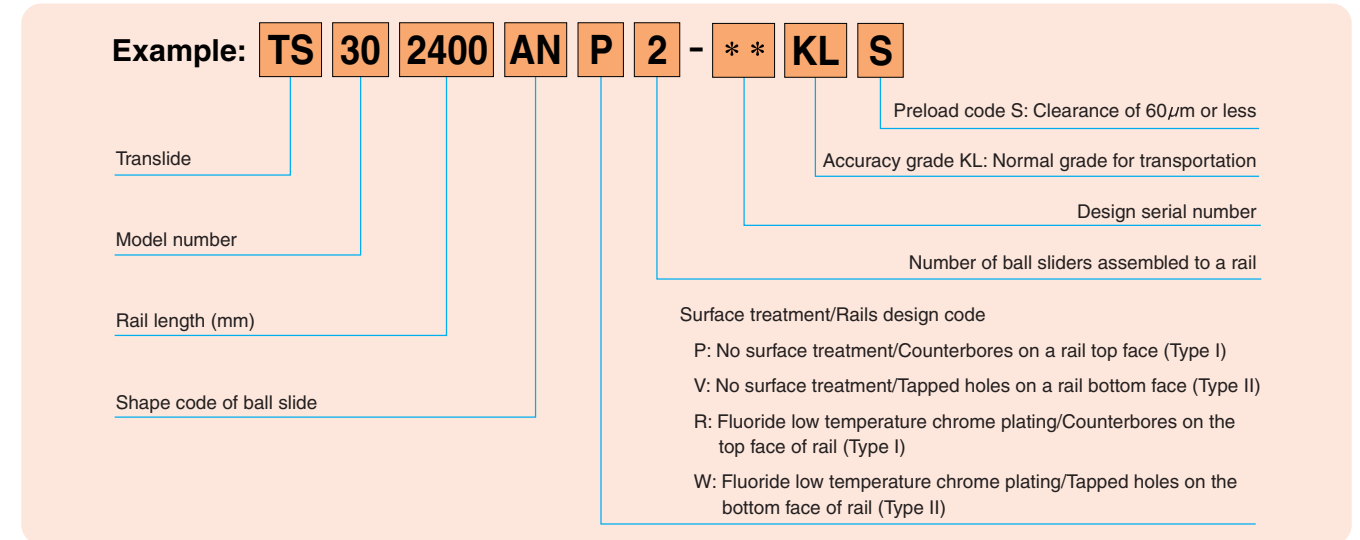 Example: TS 30 2400 AN P 2 - ** KL S
Preload code S: Clearance of 60μm or less
Translide
Accuracy grade KL: Normal grade for transportation
Design serial number
Model number
Number of ball sliders assembled to a rail
Rail length (mm)
Surface treatment/Rails design code
P: No surface treatment/Counterbores on a rail top face (Type I)
V: No surface treatment/Tapped holes on a rail bottom face (Type II)
Shape code of ball slide
R: Fluoride low temperature chrome plating/Counterbores on the
top face of rail (Type I)
W: Fluoride low temperature chrome plating/Tapped holes on the
bottom face of rail (Type II)